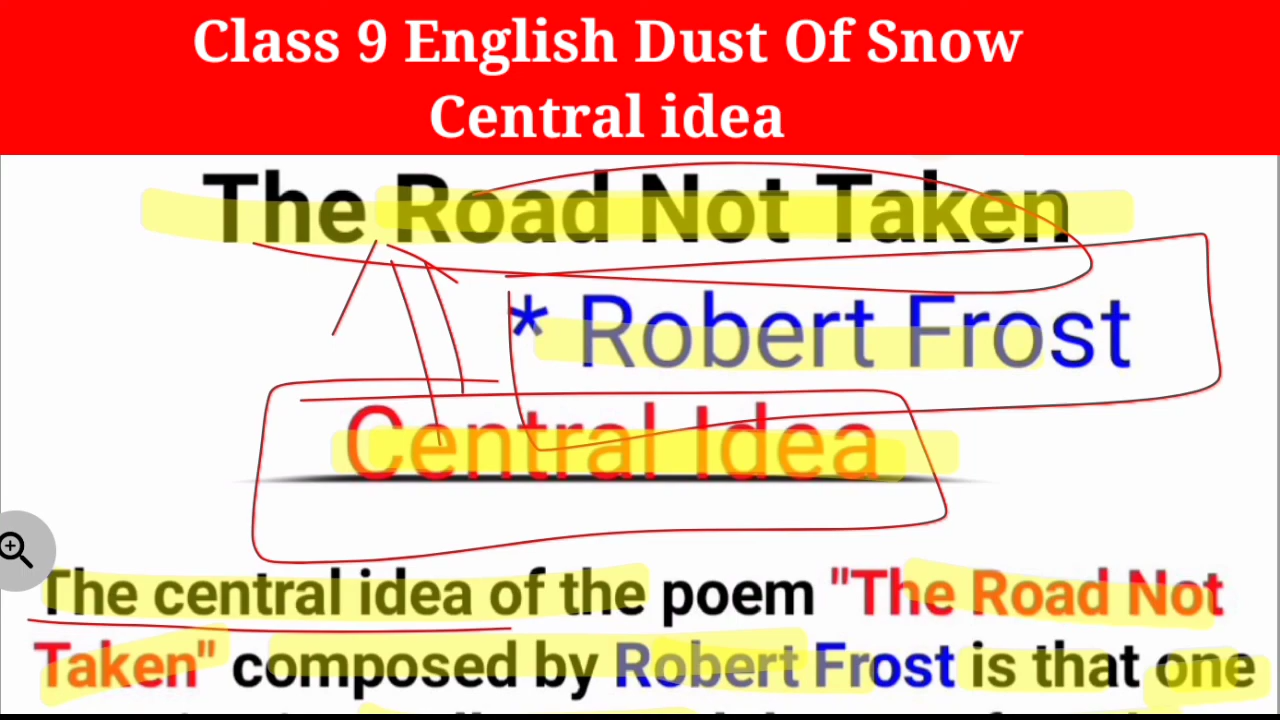 Class 9 English Dust Of Snow
Central idea
The Road Not Taken
* Robert Frost
Central Idea
The central idea of the poem "The Road Not
Taken" composed by Robert Frost is that one